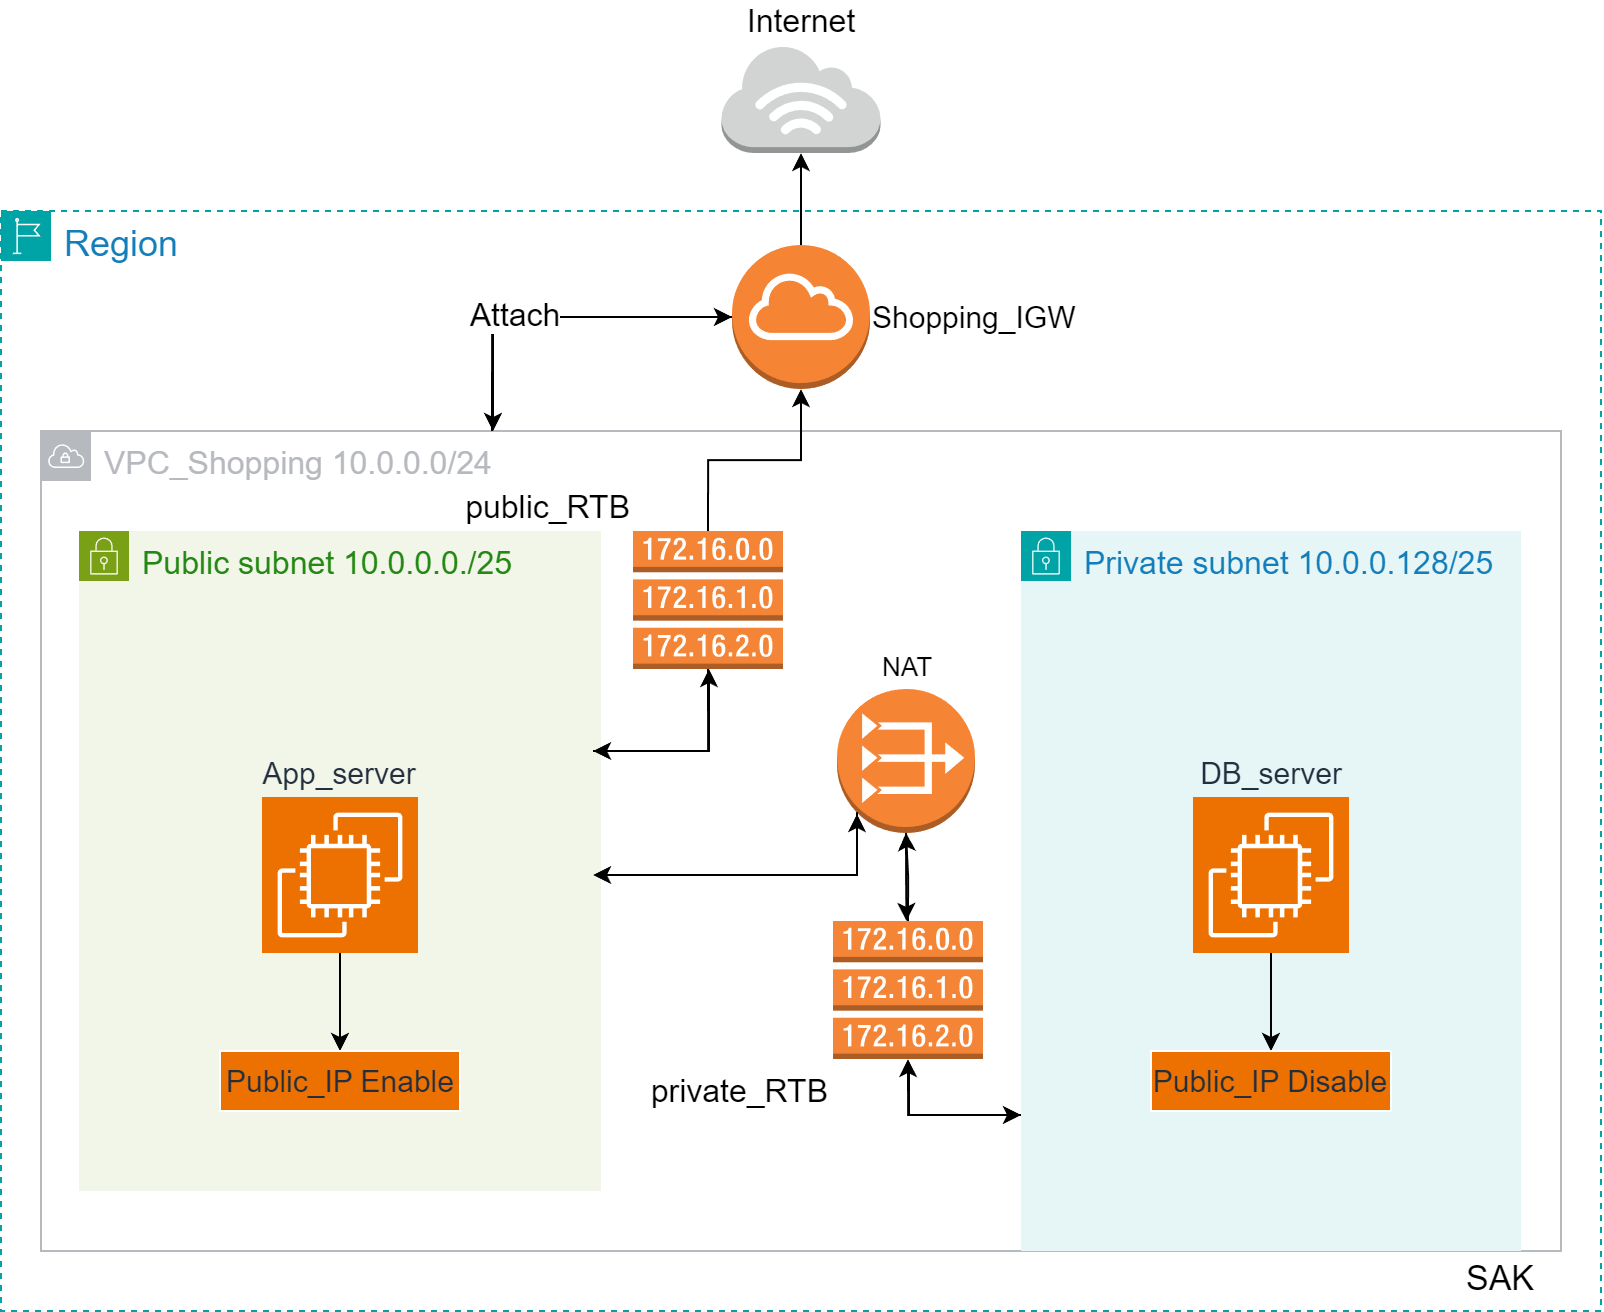 Internet
Region
Attach
Shopping_IGW
VPC_Shopping 10.0.0.0/24
public_RTB
Public subnet 10.0.0.0./25
172.16.0.0
172.16.1.0
172.16.2.0
Private subnet 10.0.0.128/25
NAT
App_server
DB_server
172.16.0.0
172.16.1.0
172.16.2.0
Public_IP Enable
private_RTB
Public_IP Disable
SAK